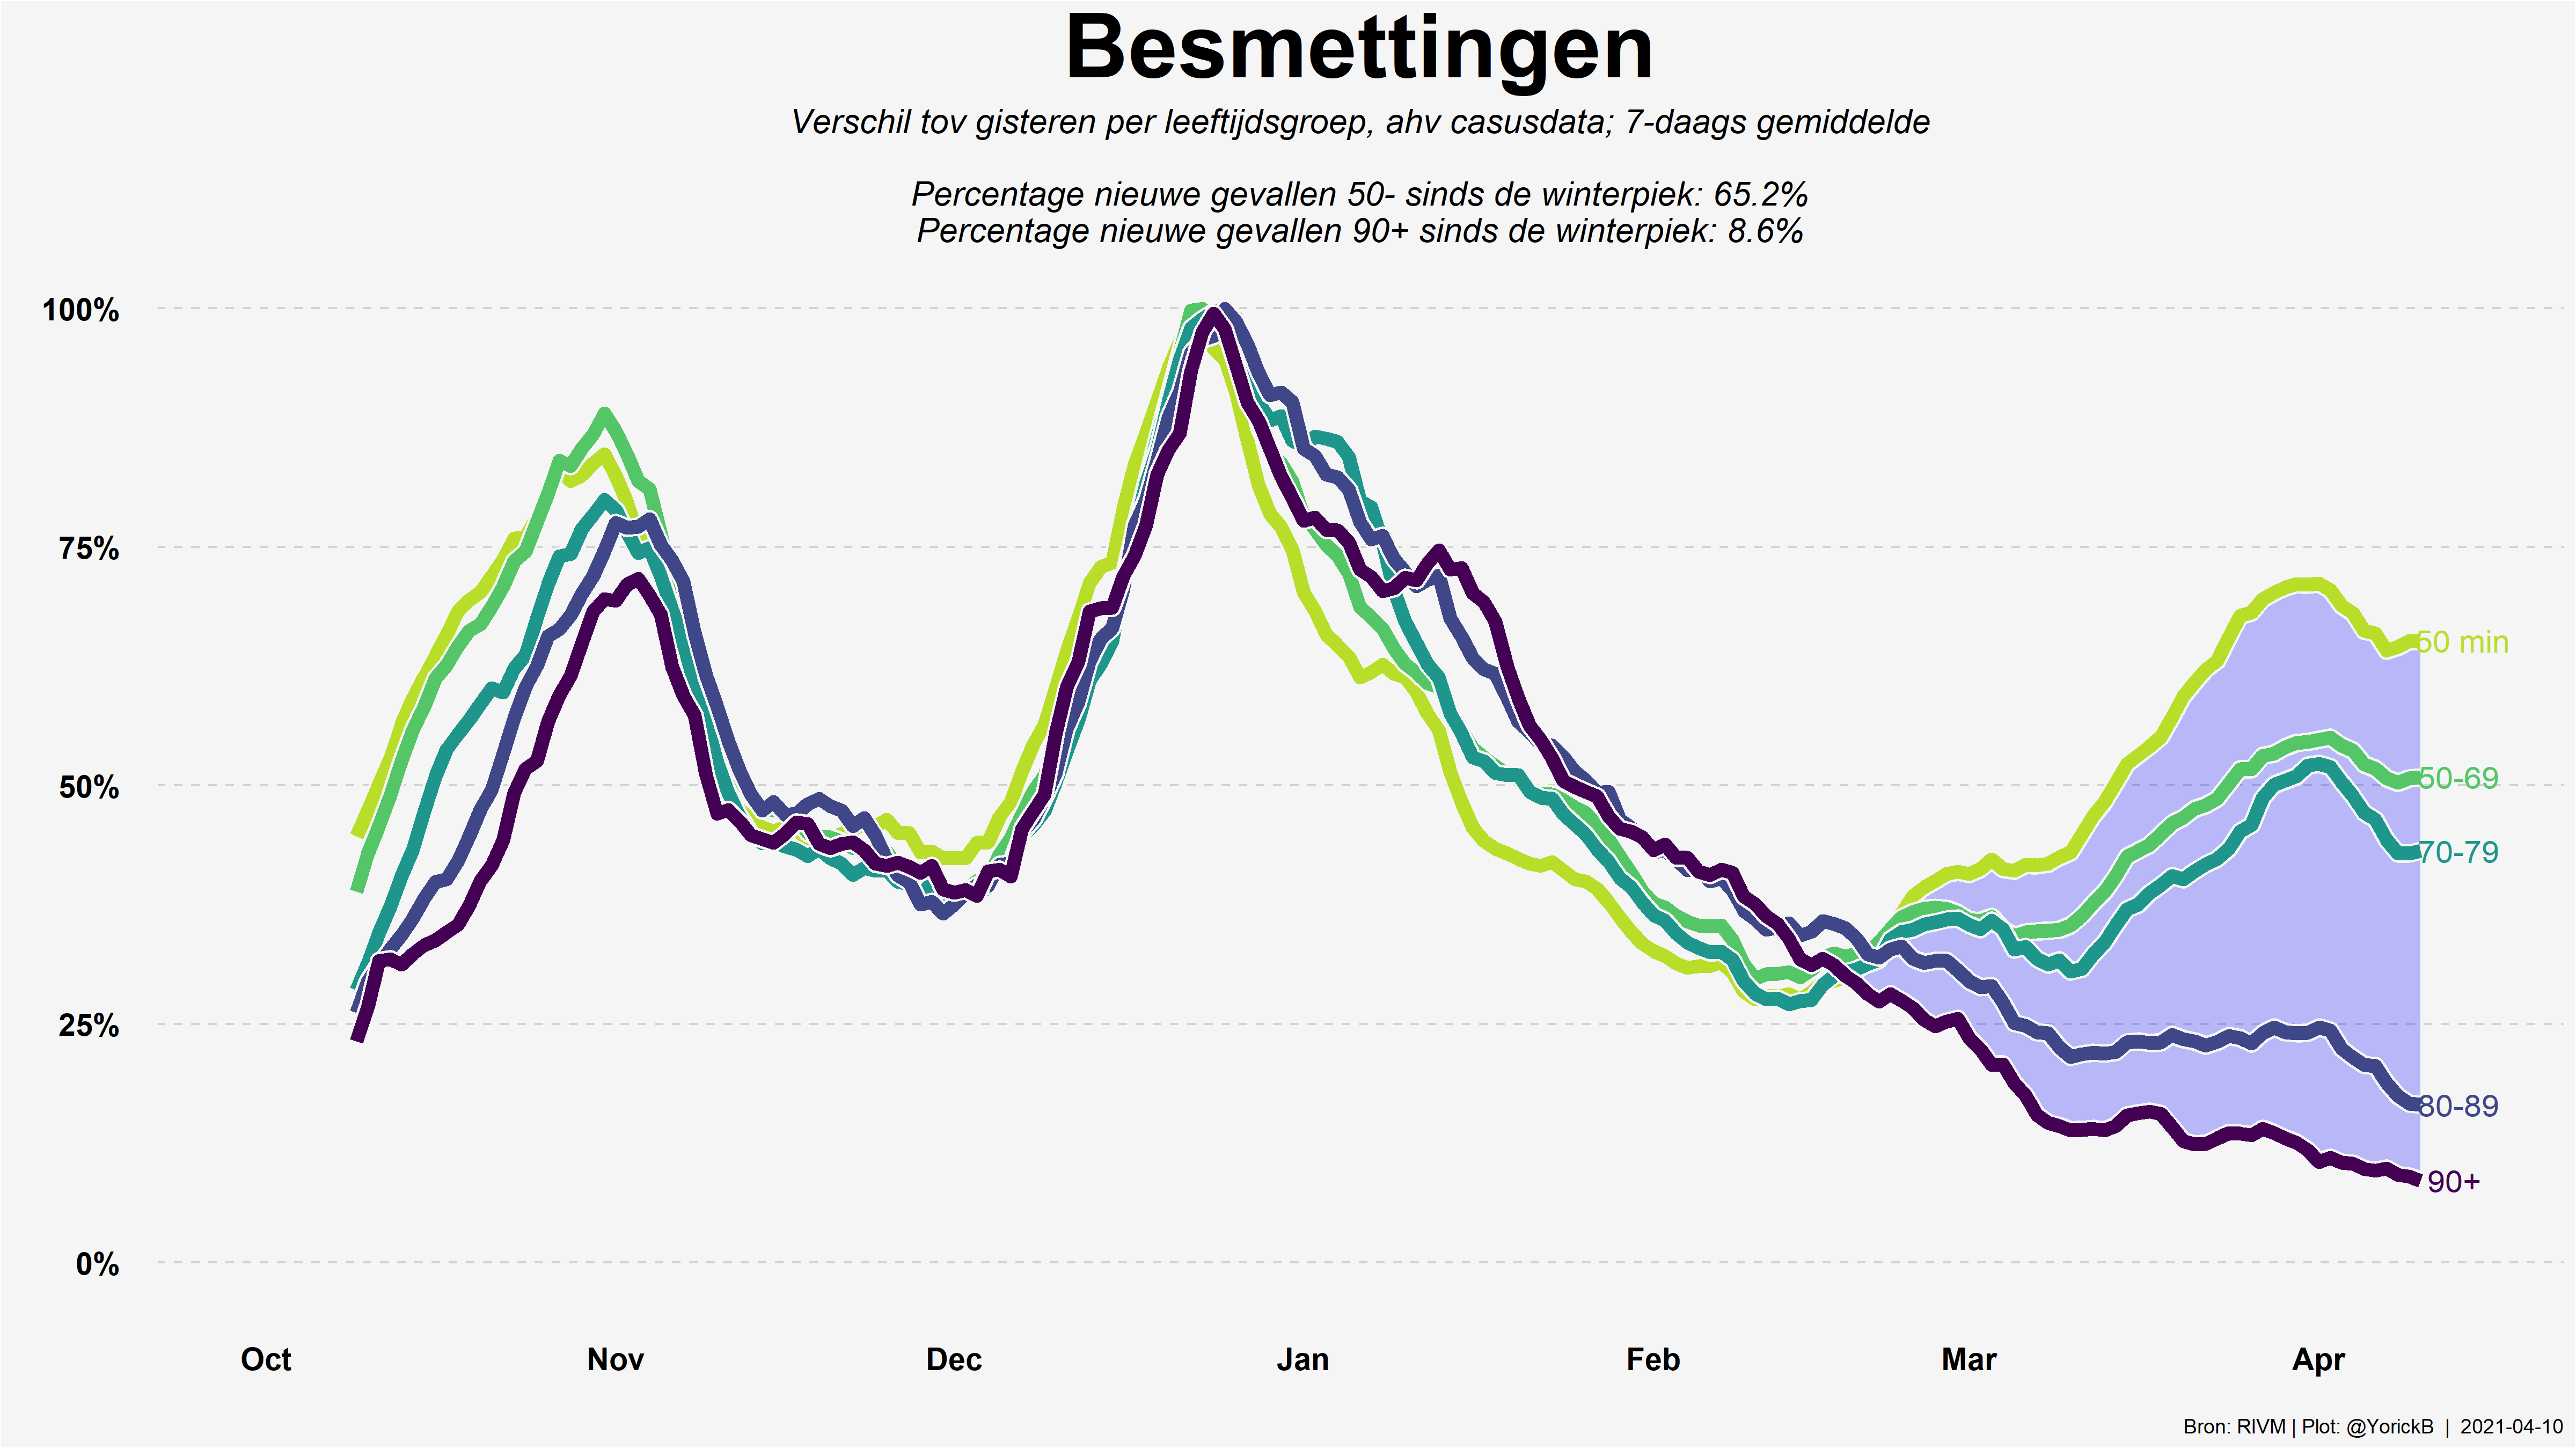 Besmettingen
Verschil tov gisteren per leeftijdsgroep, ahv casusdata; 7-daags gemiddelde
Percentage nieuwe gevallen 50- sinds de winterpiek: 65.2%
Percentage nieuwe gevallen 90+ sinds de winterpiek: 8.6%
100%
75%
50%
25%
0%
50 min
50-69
70-79
80-89
90+
Oct Nov Dec Jan Feb Mar Apr
Bron: RIVM | Plot: @YorickB | 2021-04-10